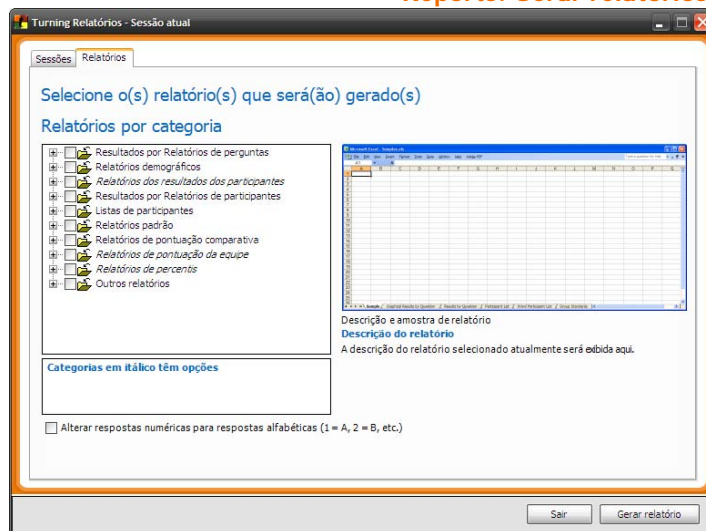 Turning Relatórios - Sessão atual
Sessões
Relatórios
Selecione o(s) relatório(s) que será(ão) gerado(s)
Relatórios por categoria
Resultados por Relatórios de perguntas
Relatórios demográficos
Relatórios dos resultados dos participantes
Resultados por Relatórios de participantes
Listas de participantes
Relatórios padrão
Relatórios de pontuação comparativa
Relatórios de pontuação da equipe
Relatórios de percentis
Outros relatórios
Descrição e amostra de relatório
Descrição do relatório
A descrição do relatório selecionado atualmente será exibida aqui.
Categorias em itálico têm opções
Alterar respostas numéricas para respostas alfabéticas (1 = A, 2 = B, etc.)
Sair
Gerar relatório